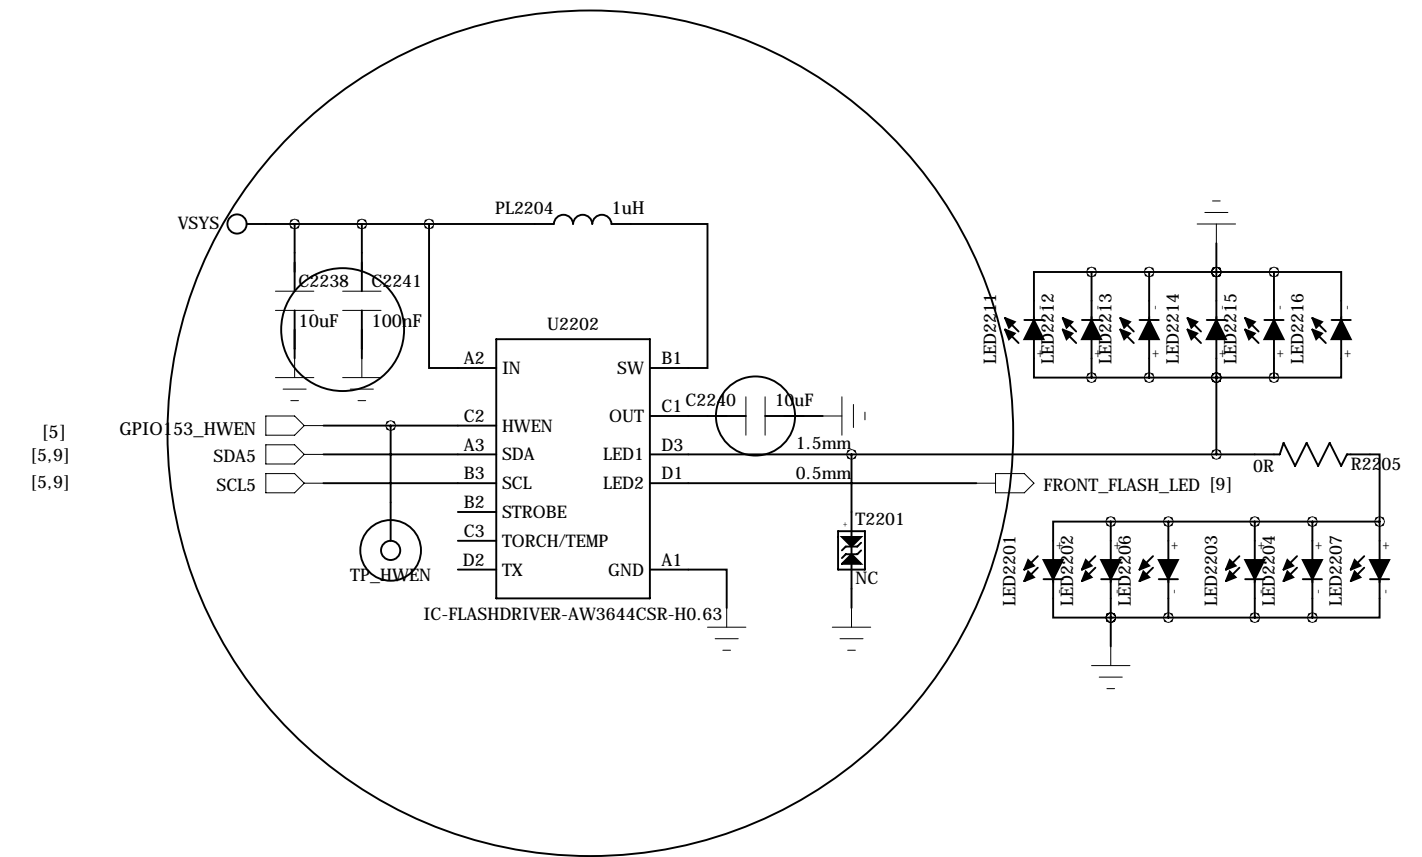 PL2204 1uH
VSYS
C2238 C2241
10uF 100nF
U2202
A2 IN SW B1
C2240 10uF
C1 OUT
[5] GPIO153_HWEN C2 HWEN
[5,9] SDA5 A3 SDA LED1 D3 1.5mm
[5,9] SCL5 B3 SCL LED2 D1 0.5mm
FRONT_FLASH_LED [9]
B2 STROBE
C3 TORCH/TEMP
D2 TX GND A1
TP_HWEN
IC-FLASHDRIVER-AW3644CSR-H0.63
T2201
NC
LED2211
LED2212
LED2213
LED2214
LED2215
LED2216
0R R2205
LED2201
LED2202
LED2206
LED2203
LED2204
LED2207